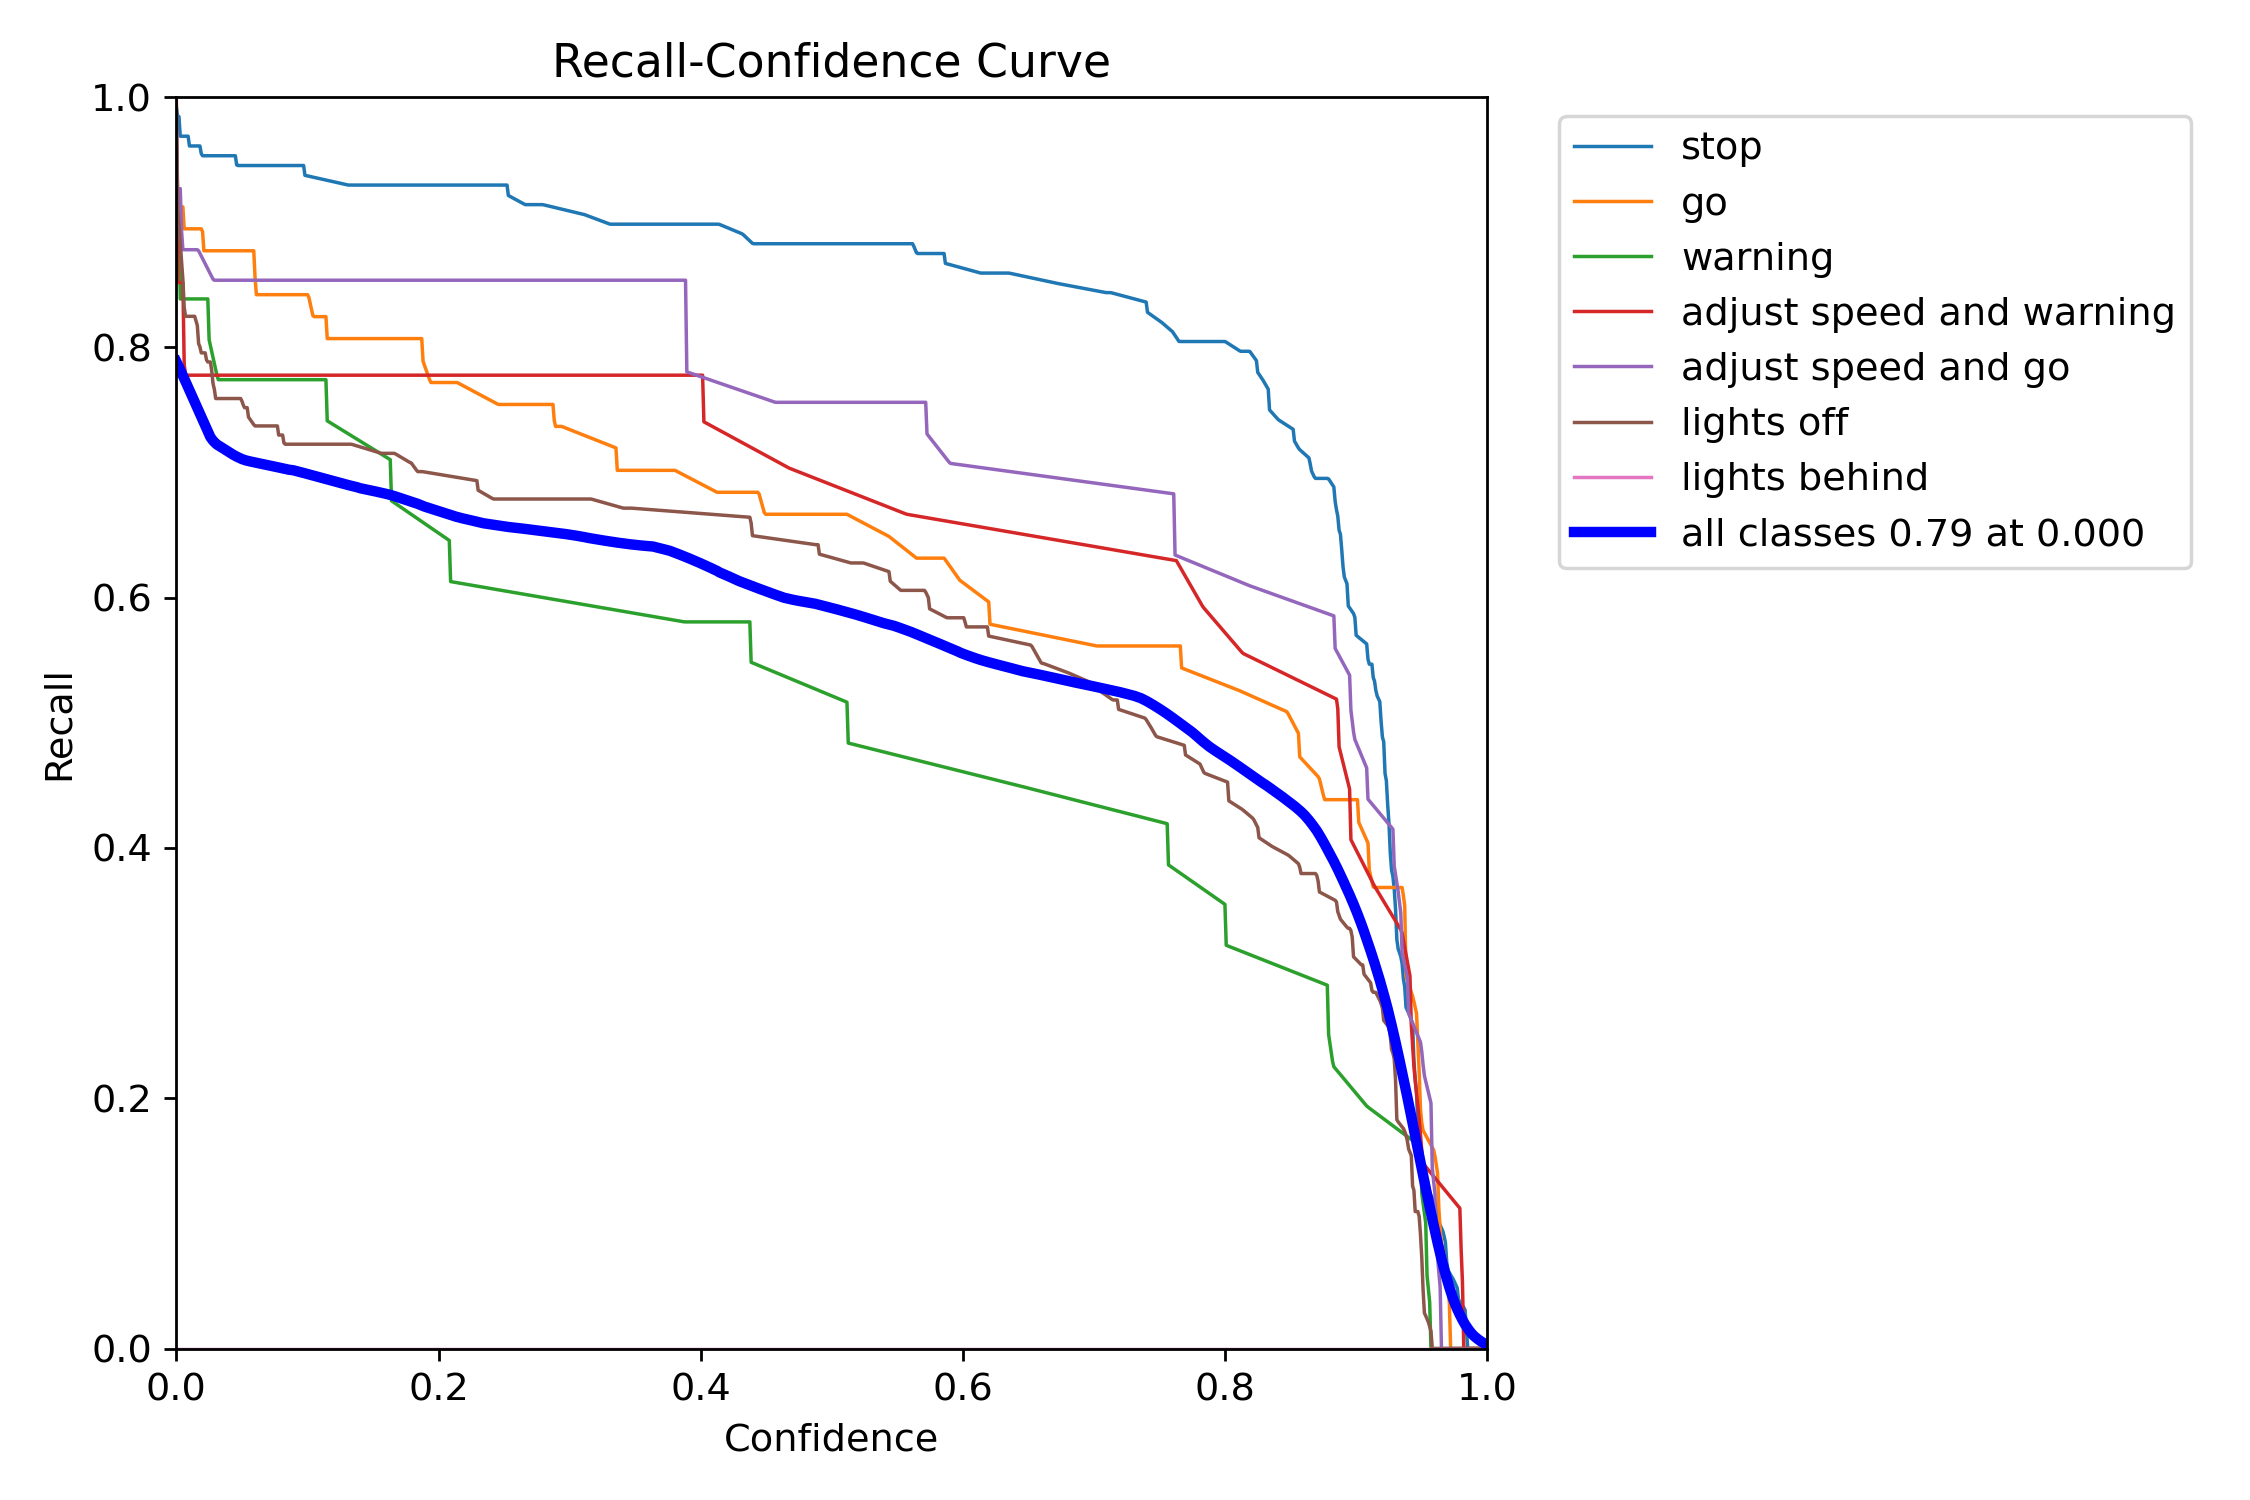 Recall-Confidence Curve
1.0
0.8
0.6
0.4
0.2
0.0
Recall
0.0 0.2 0.4 0.6 0.8 1.0
Confidence
stop
go
warning
adjust speed and warning
adjust speed and go
lights off
lights behind
all classes 0.79 at 0.000